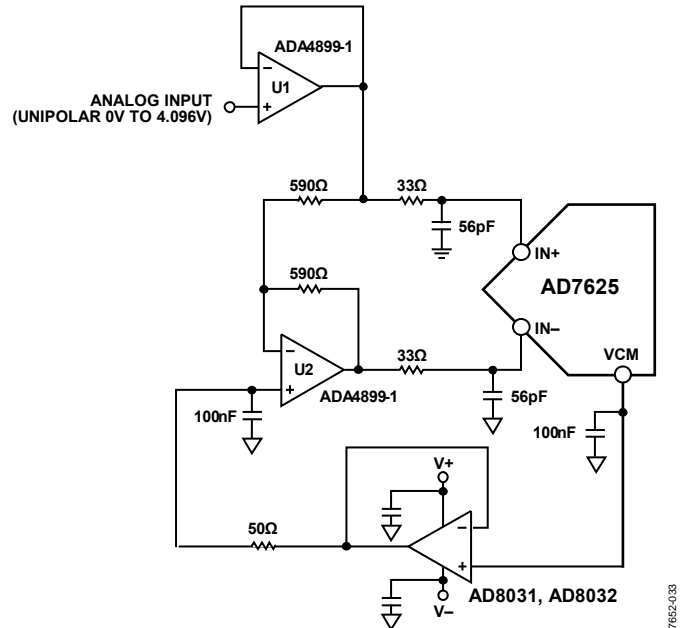 ADA4899-1
−
U1
+
ANALOG INPUT
(UNIPOLAR 0V TO 4.096V)
590Ω
33Ω
56pF
IN+
AD7625
590Ω
IN–
VCM
−
U2
+
33Ω
ADA4899-1
56pF
100nF
100nF
V+
50Ω
−
+
AD8031, AD8032
V–
7652-033